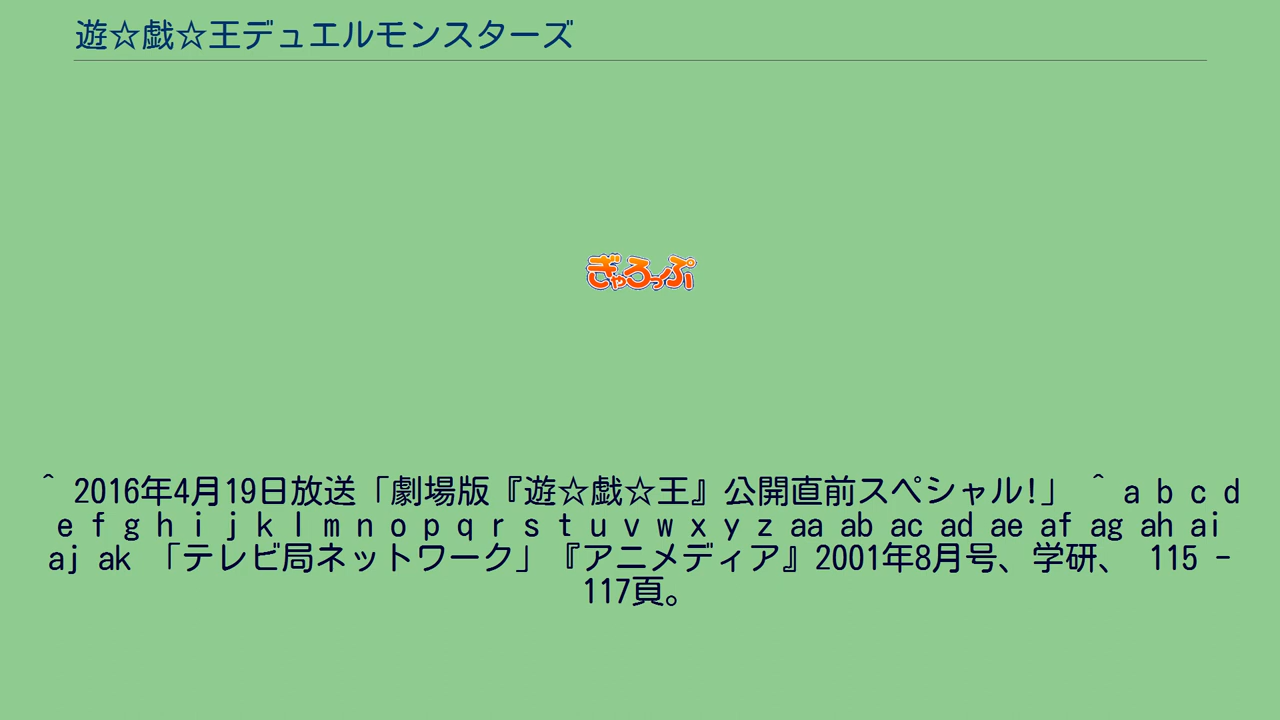 遊☆戯☆王デュエルモンスターズ
ぎゃろっぷ
^ 2016年4月19日放送「劇場版『遊☆戯☆王』公開直前スペシャル!」 ^ a b c d
e f g h i j k l m n o p q r s t u v w x y z aa ab ac ad ae af ag ah ai
aj ak 「テレビ局ネットワーク」『アニメディア』2001年8月号、学研、 115 -
117頁。